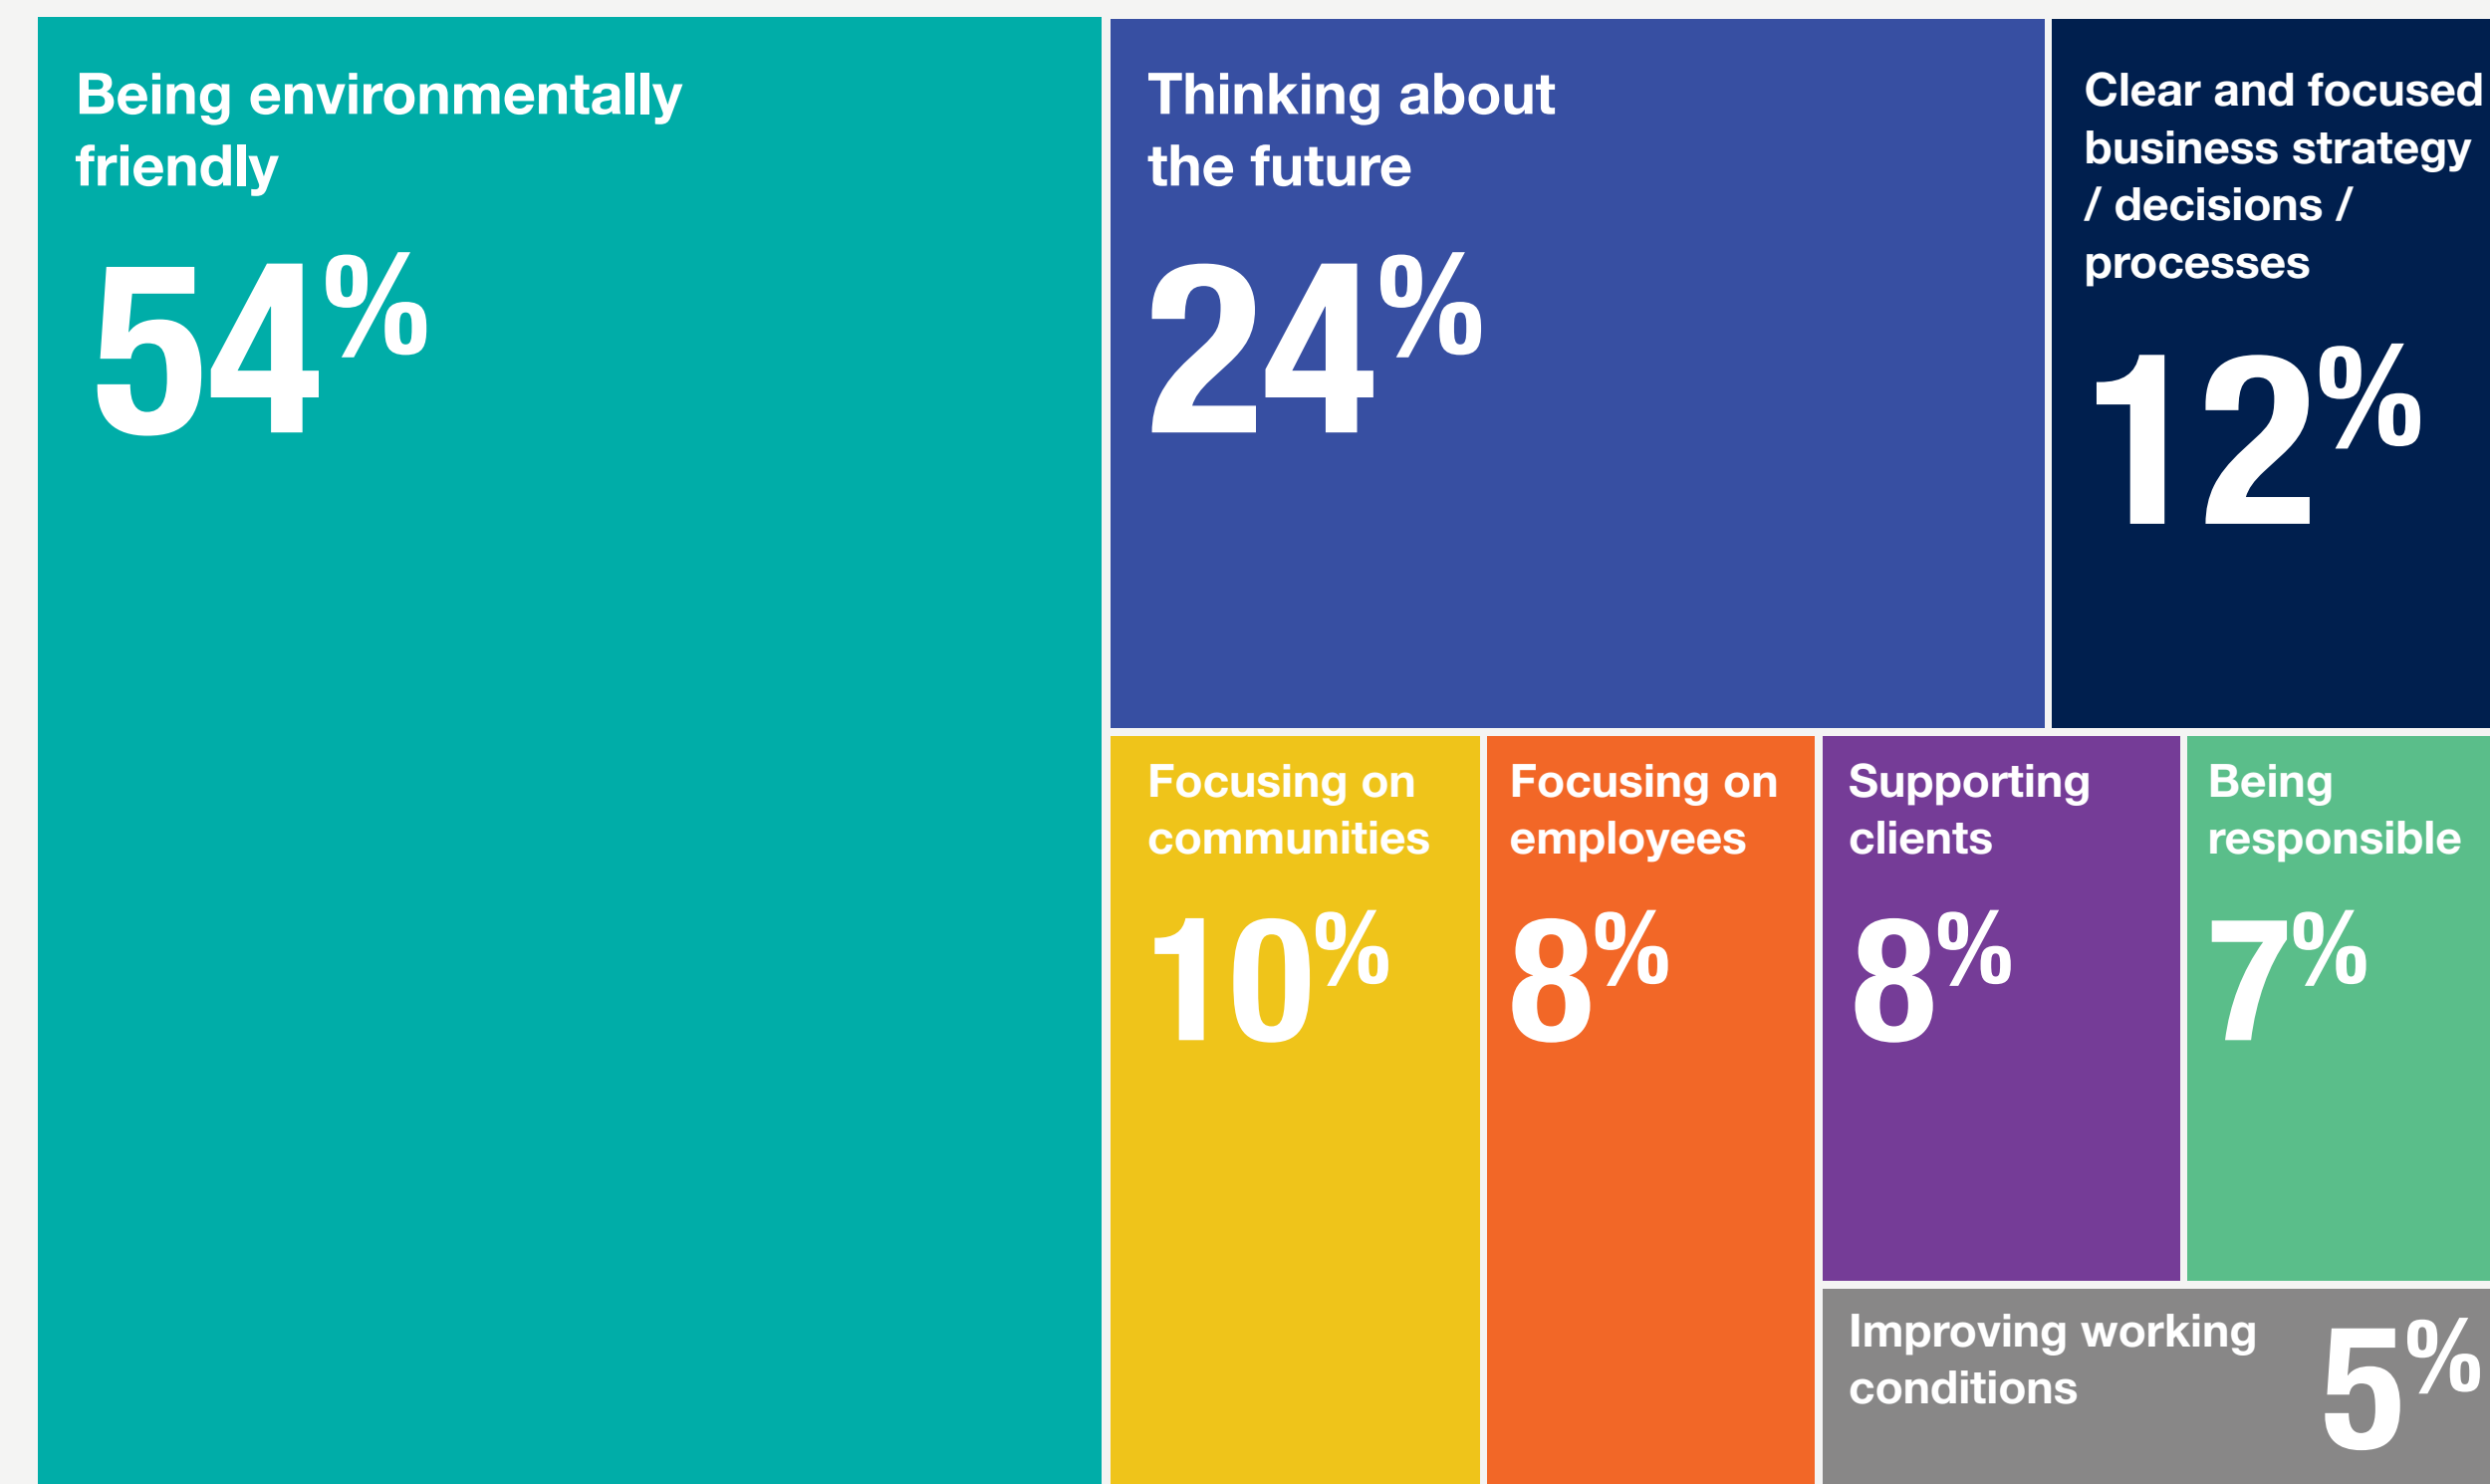 Being environmentally
friendly
54%
Thinking about
the future
24%
Clear and focused
business strategy
/ decisions /
processes
12%
Focusing on
communities
10%
Focusing on
employees
8%
Supporting
clients
8%
Being
responsible
7%
Improving working
conditions
5%